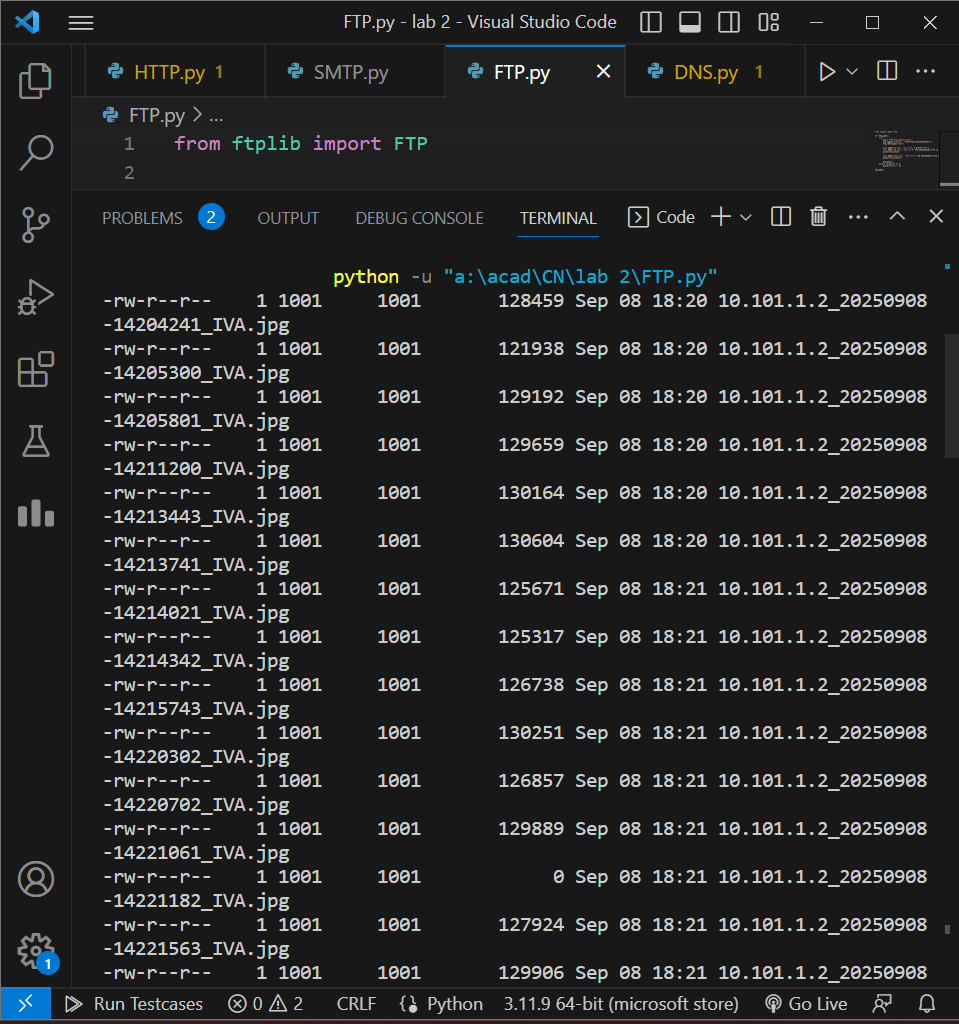 FTP.py - lab 2 - Visual Studio Code
HTTP.py 1 SMTP.py FTP.py DNS.py 1 ...
FTP.py > ...
1 from ftplib import FTP
2
PROBLEMS 2 OUTPUT DEBUG CONSOLE TERMINAL Code ...
python -u "a:\acad\CN\lab 2\FTP.py"
-rw-r--r-- 1 1001 1001 128459 Sep 08 18:20 10.101.1.2_20250908
-14204241_IVA.jpg
-rw-r--r-- 1 1001 1001 121938 Sep 08 18:20 10.101.1.2_20250908
-14205300_IVA.jpg
-rw-r--r-- 1 1001 1001 129192 Sep 08 18:20 10.101.1.2_20250908
-14205801_IVA.jpg
-rw-r--r-- 1 1001 1001 129659 Sep 08 18:20 10.101.1.2_20250908
-14211200_IVA.jpg
-rw-r--r-- 1 1001 1001 130164 Sep 08 18:20 10.101.1.2_20250908
-14213443_IVA.jpg
-rw-r--r-- 1 1001 1001 130604 Sep 08 18:20 10.101.1.2_20250908
-14213741_IVA.jpg
-rw-r--r-- 1 1001 1001 125671 Sep 08 18:21 10.101.1.2_20250908
-14214021_IVA.jpg
-rw-r--r-- 1 1001 1001 125317 Sep 08 18:21 10.101.1.2_20250908
-14214342_IVA.jpg
-rw-r--r-- 1 1001 1001 126738 Sep 08 18:21 10.101.1.2_20250908
-14215743_IVA.jpg
-rw-r--r-- 1 1001 1001 130251 Sep 08 18:21 10.101.1.2_20250908
-14220302_IVA.jpg
-rw-r--r-- 1 1001 1001 126857 Sep 08 18:21 10.101.1.2_20250908
-14220702_IVA.jpg
-rw-r--r-- 1 1001 1001 129889 Sep 08 18:21 10.101.1.2_20250908
-14221061_IVA.jpg
-rw-r--r-- 1 1001 1001 0 Sep 08 18:21 10.101.1.2_20250908
-14221182_IVA.jpg
-rw-r--r-- 1 1001 1001 127924 Sep 08 18:21 10.101.1.2_20250908
-14221563_IVA.jpg
-rw-r--r-- 1 1001 1001 129906 Sep 08 18:21 10.101.1.2_20250908
1
Run Testcases 0 2 CRLF Python 3.11.9 64-bit (microsoft store) Go Live